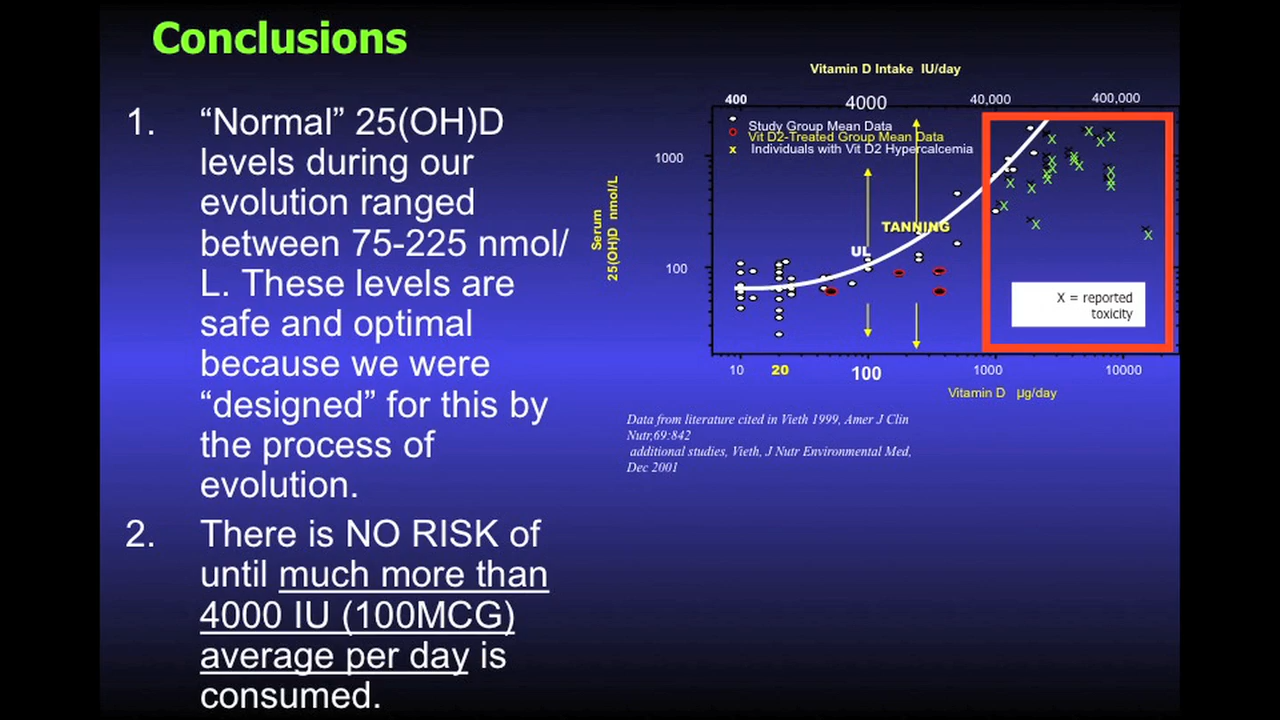 Conclusions
1. “Normal” 25(OH)D
levels during our
evolution ranged
between 75-225 nmol/
L. These levels are
safe and optimal
because we were
“designed” for this by
the process of
evolution.
2. There is NO RISK of
until much more than
4000 IU (100MCG)
average per day is
consumed.
Vitamin D Intake IU/day
400 4000 40,000 400,000
Study Group Mean Data
Vit D2-Treated Group Mean Data
x Individuals with Vit D2 Hypercalcemia
1000
100
Serum
25(OH)D nmol/L
TANNING
UL
X = reported
toxicity
10 20 100 1000 10000
Vitamin D µg/day
Data from literature cited in Vieth 1999, Amer J Clin
Nutr,69:842
additional studies, Vieth, J Nutr Environmental Med,
Dec 2001